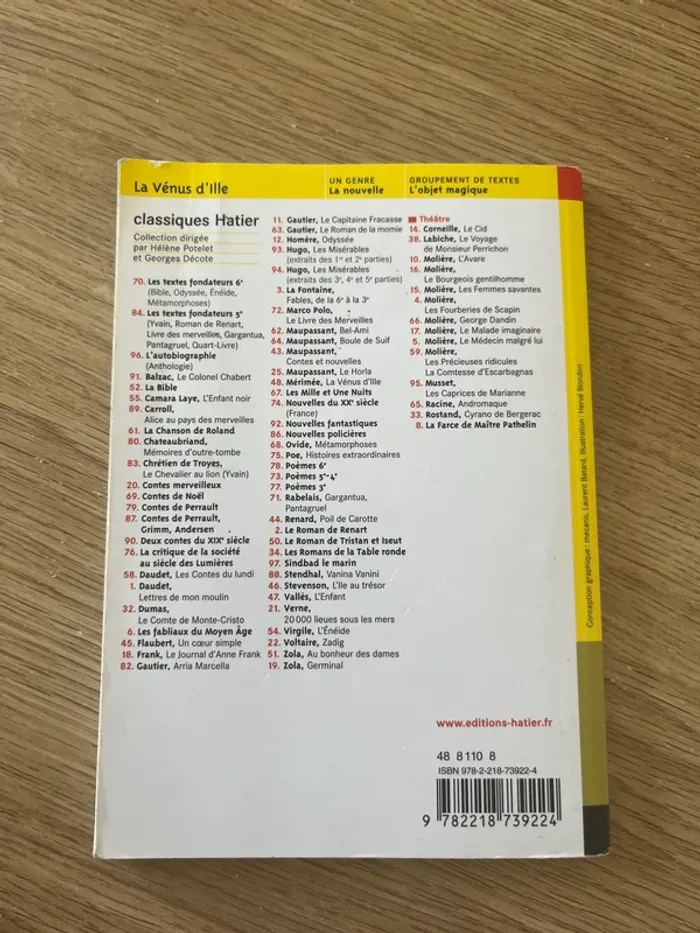 La Vénus d'Ille
UN GENRE
La nouvelle
GROUPEMENT DE TEXTES
L'objet magique
classiques Hatier
Collection dirigée
par Hélène Potelet
et Georges Décote
70. Les textes fondateurs 6e
(Bible, Odyssée, Énéide,
Métamorphoses)
84. Les textes fondateurs 5e
(Yvain, Roman de Renart,
Livre des merveilles, Gargantua,
Pantagruel, Quart-Livre)
96. L'autobiographie
(Anthologie)
91. Balzac, Le Colonel Chabert
52. La Bible
55. Camara Laye, L'Enfant noir
89. Carroll,
Alice au pays des merveilles
61. La Chanson de Roland
80. Chateaubriand,
Mémoires d'outre-tombe
83. Chrétien de Troyes,
Le Chevalier au lion (Yvain)
20. Contes merveilleux
69. Contes de Noël
79. Contes de Perrault
87. Contes de Perrault,
Grimm, Andersen
90. Deux contes du XIXe siècle
76. La critique de la société
au siècle des Lumières
58. Daudet, Les Contes du lundi
1. Daudet,
Lettres de mon moulin
32. Dumas,
Le Comte de Monte-Cristo
6. Les fabliaux du Moyen Âge
45. Flaubert, Un cœur simple
18. Frank, Le Journal d'Anne Frank
82. Gautier, Arria Marcella
11. Gautier, Le Capitaine Fracasse
63. Gautier, Le Roman de la momie
12. Homère, Odyssée
93. Hugo, Les Misérables
(extraits des 1re et 2e parties)
94. Hugo, Les Misérables
(extraits des 3e, 4e et 5e parties)
3. La Fontaine,
Fables, de la 6e à la 3e
72. Marco Polo,
Le Livre des Merveilles
62. Maupassant, Bel-Ami
64. Maupassant, Boule de Suif
43. Maupassant,
Contes et nouvelles
25. Maupassant, Le Horla
48. Mérimée, La Vénus d'Ille
67. Les Mille et Une Nuits
74. Nouvelles du XXe siècle
(France)
92. Nouvelles fantastiques
86. Nouvelles policières
68. Ovide, Métamorphoses
75. Poe, Histoires extraordinaires
78. Poèmes 6e
73. Poèmes 5e-4e
77. Poèmes 3e
71. Rabelais, Gargantua,
Pantagruel
44. Renard, Poil de Carotte
2. Le Roman de Renart
50. Le Roman de Tristan et Iseut
34. Les Romans de la Table ronde
97. Sindbad le marin
88. Stendhal, Vanina Vanini
46. Stevenson, L'Ile au trésor
47. Vallès, L'Enfant
21. Verne,
20 000 lieues sous les mers
54. Virgile, L'Énéide
22. Voltaire, Zadig
51. Zola, Au bonheur des dames
19. Zola, Germinal
Théâtre
14. Corneille, Le Cid
38. Labiche, Le Voyage
de Monsieur Perrichon
10. Molière, L'Avare
16. Molière,
Le Bourgeois gentilhomme
15. Molière, Les Femmes savantes
4. Molière,
Les Fourberies de Scapin
66. Molière, George Dandin
17. Molière, Le Malade imaginaire
5. Molière, Le Médecin malgré lui
59. Molière,
Les Précieuses ridicules
La Comtesse d'Escarbagnas
95. Musset,
Les Caprices de Marianne
65. Racine, Andromaque
33. Rostand, Cyrano de Bergerac
8. La Farce de Maître Pathelin
www.editions-hatier.fr
48 8110 8
ISBN 978-2-218-73922-4
9 782218 739224
Conception graphique : mecano, Laurent Batard. Illustration : Hervé Blondon